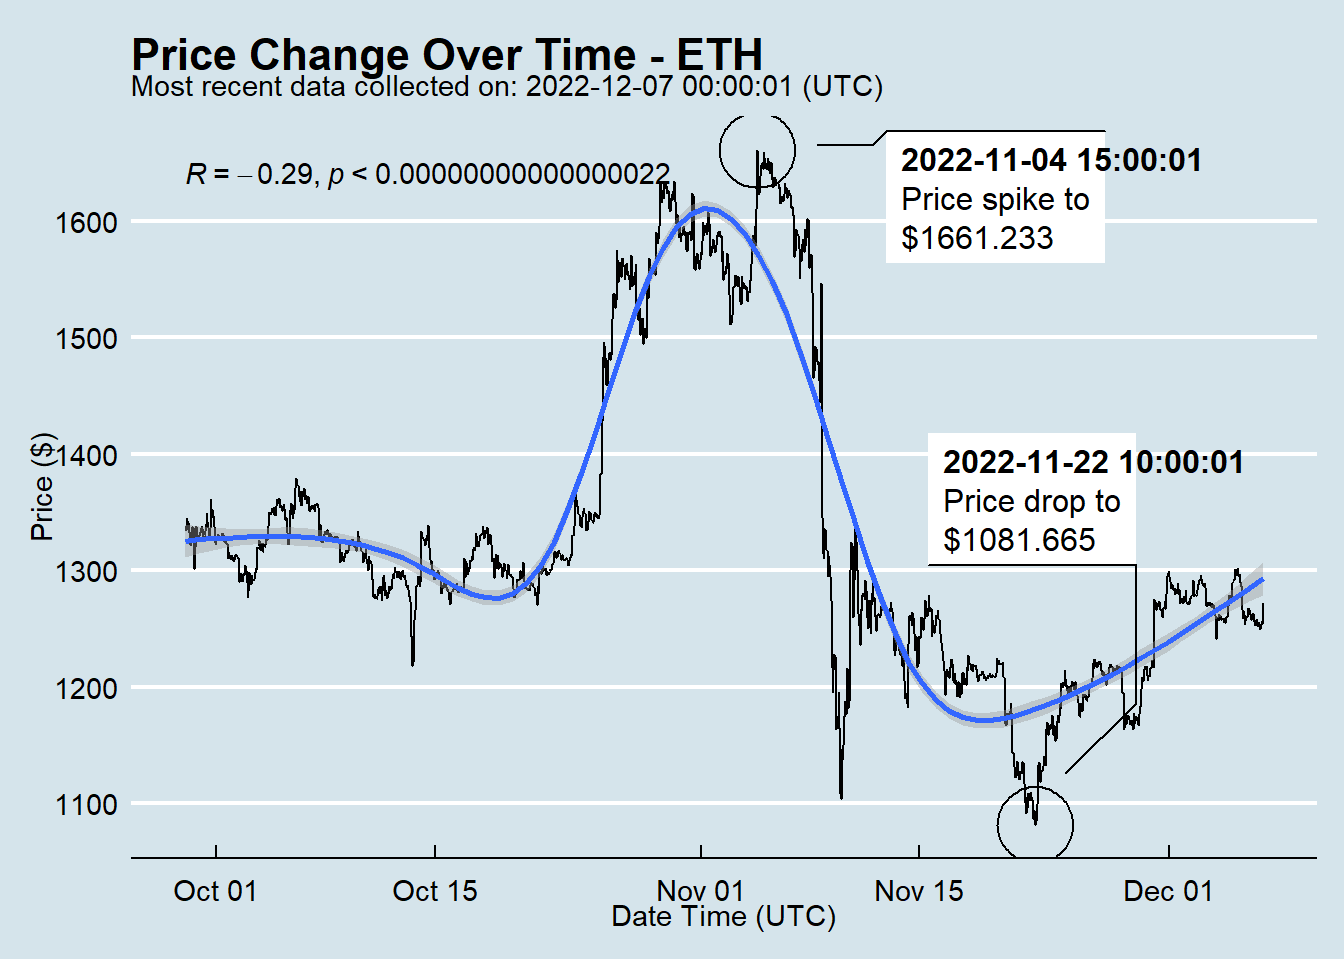 Price Change Over Time - ETH
Most recent data collected on: 2022-12-07 00:00:01 (UTC)
R = −0.29, p < 0.00000000000000022
2022-11-04 15:00:01
Price spike to
$1661.233
2022-11-22 10:00:01
Price drop to
$1081.665
Price ($)
1600
1500
1400
1300
1200
1100
Oct 01
Oct 15
Nov 01
Nov 15
Dec 01
Date Time (UTC)